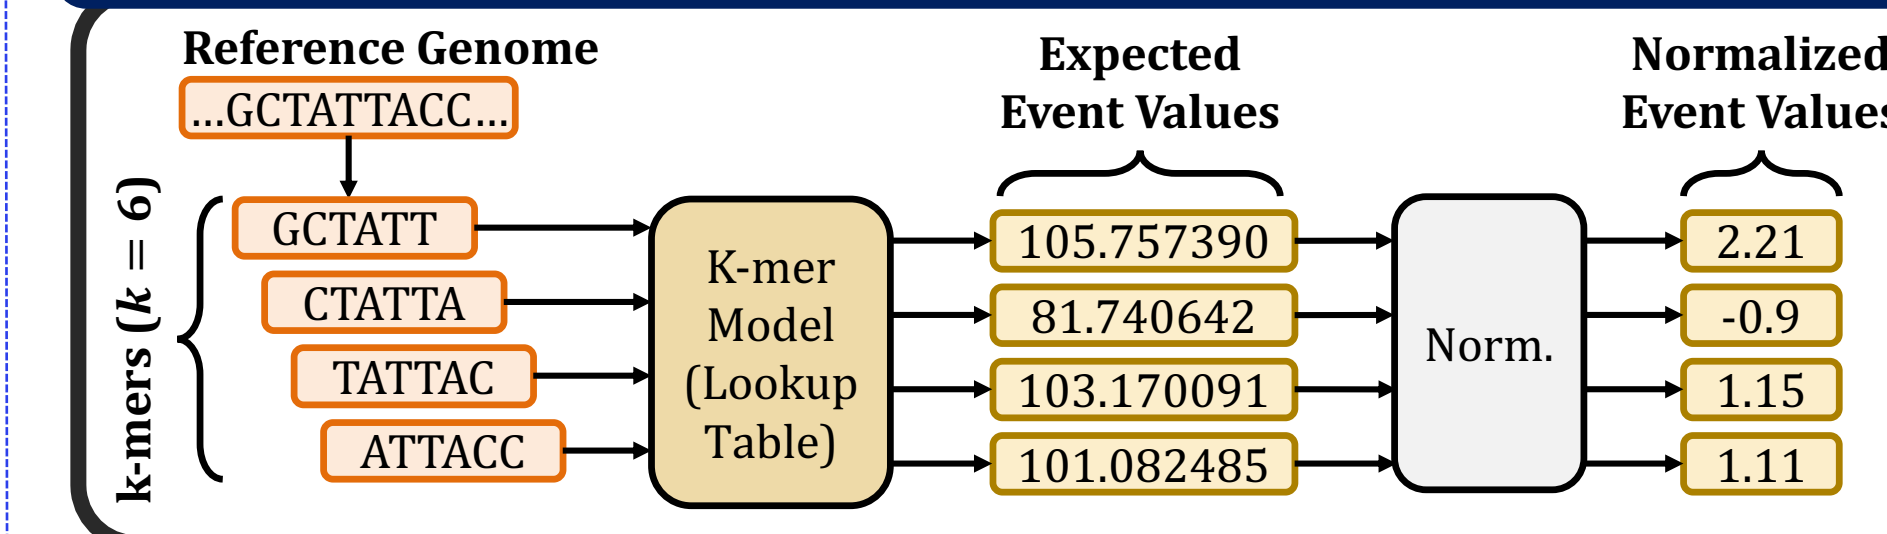 Reference Genome
...GCTATTACC...
k-mers (k = 6)
GCTATT
CTATTA
TATTAC
ATTACC
K-mer
Model
(Lookup
Table)
Expected
Event Values
105.757390
81.740642
103.170091
101.082485
Norm.
Normalized
Event Values
2.21
-0.9
1.15
1.11